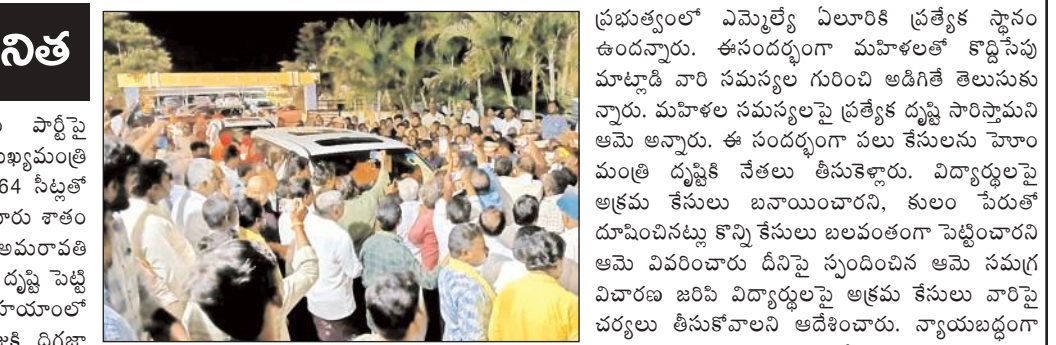 నిత
పార్టీపై
ఖ్యమంత్రి
64 సీట్లతో
వారు శాతం
అమరావతి
దృష్టి పెట్టి
హయాంలో
ప్రభుత్వంలో ఎమ్మెల్యే ఏలూరికి ప్రత్యేక స్థానం
ఉందన్నారు. ఈసందర్భంగా మహిళలతో కొద్దిసేపు
మాట్లాడి వారి సమస్యల గురించి అడిగితే తెలుసుకు
న్నారు. మహిళల సమస్యలపై ప్రత్యేక దృష్టి సారిస్తామని
ఆమె అన్నారు. ఈ సందర్భంగా పలు కేసులను హెూం
మంత్రి దృష్టికి నేతలు తీసుకెళ్లారు. విద్యార్థులపై
అక్రమ కేసులు బనాయించారని, కులం పేరుతో
దూషించినట్లు కొన్ని కేసులు బలవంతంగా పెట్టించారని
ఆమె వివరించారు దీనిపై స్పందించిన ఆమె సమగ్ర
విచారణ జరిపి విద్యార్థులపై అక్రమ కేసులు వారిపై
చర్యలు తీసుకోవాలని ఆదేశించారు. న్యాయబద్ధంగా